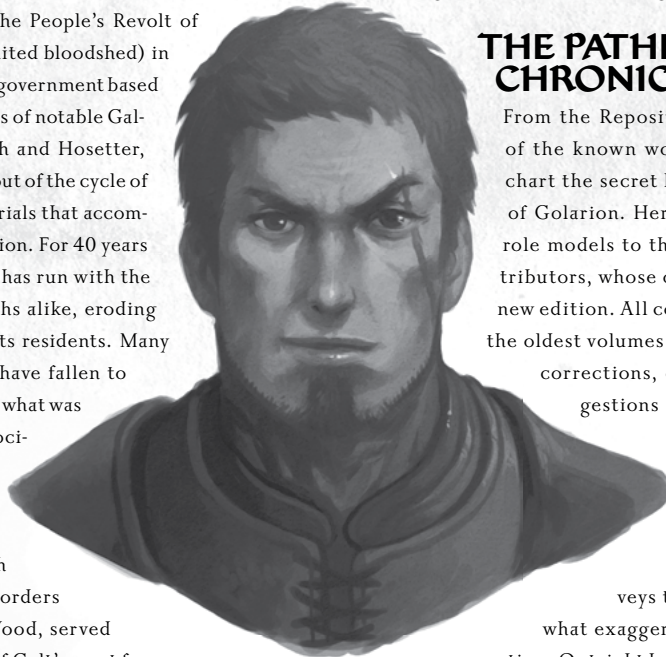 he People's Revolt of
ited bloodshed) in
government based
s of notable Gal-
h and Hosetter,
out of the cycle of
rials that accom-
ion. For 40 years
has run with the
hs alike, eroding
ts residents. Many
have fallen to
what was
oci-
orders
Wood, served
THE PATH
CHRONIC
From the Reposi
of the known wo
chart the secret
of Golarion. Her
role models to th
tributors, whose
new edition. All co
the oldest volumes
corrections,
gestions
veys t
what exagger